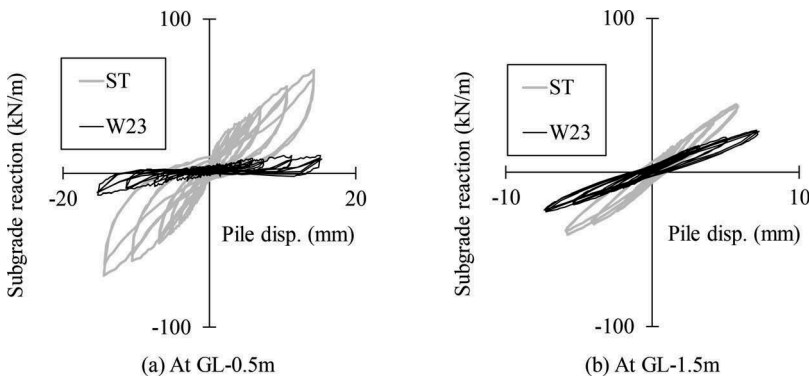 100
ST
W23
Subgrade reaction (kN/m)
-20
20
Pile disp. (mm)
-100
(a) At GL-0.5m
100
ST
W23
Subgrade reaction (kN/m)
-10
10
Pile disp. (mm)
-100
(b) At GL-1.5m